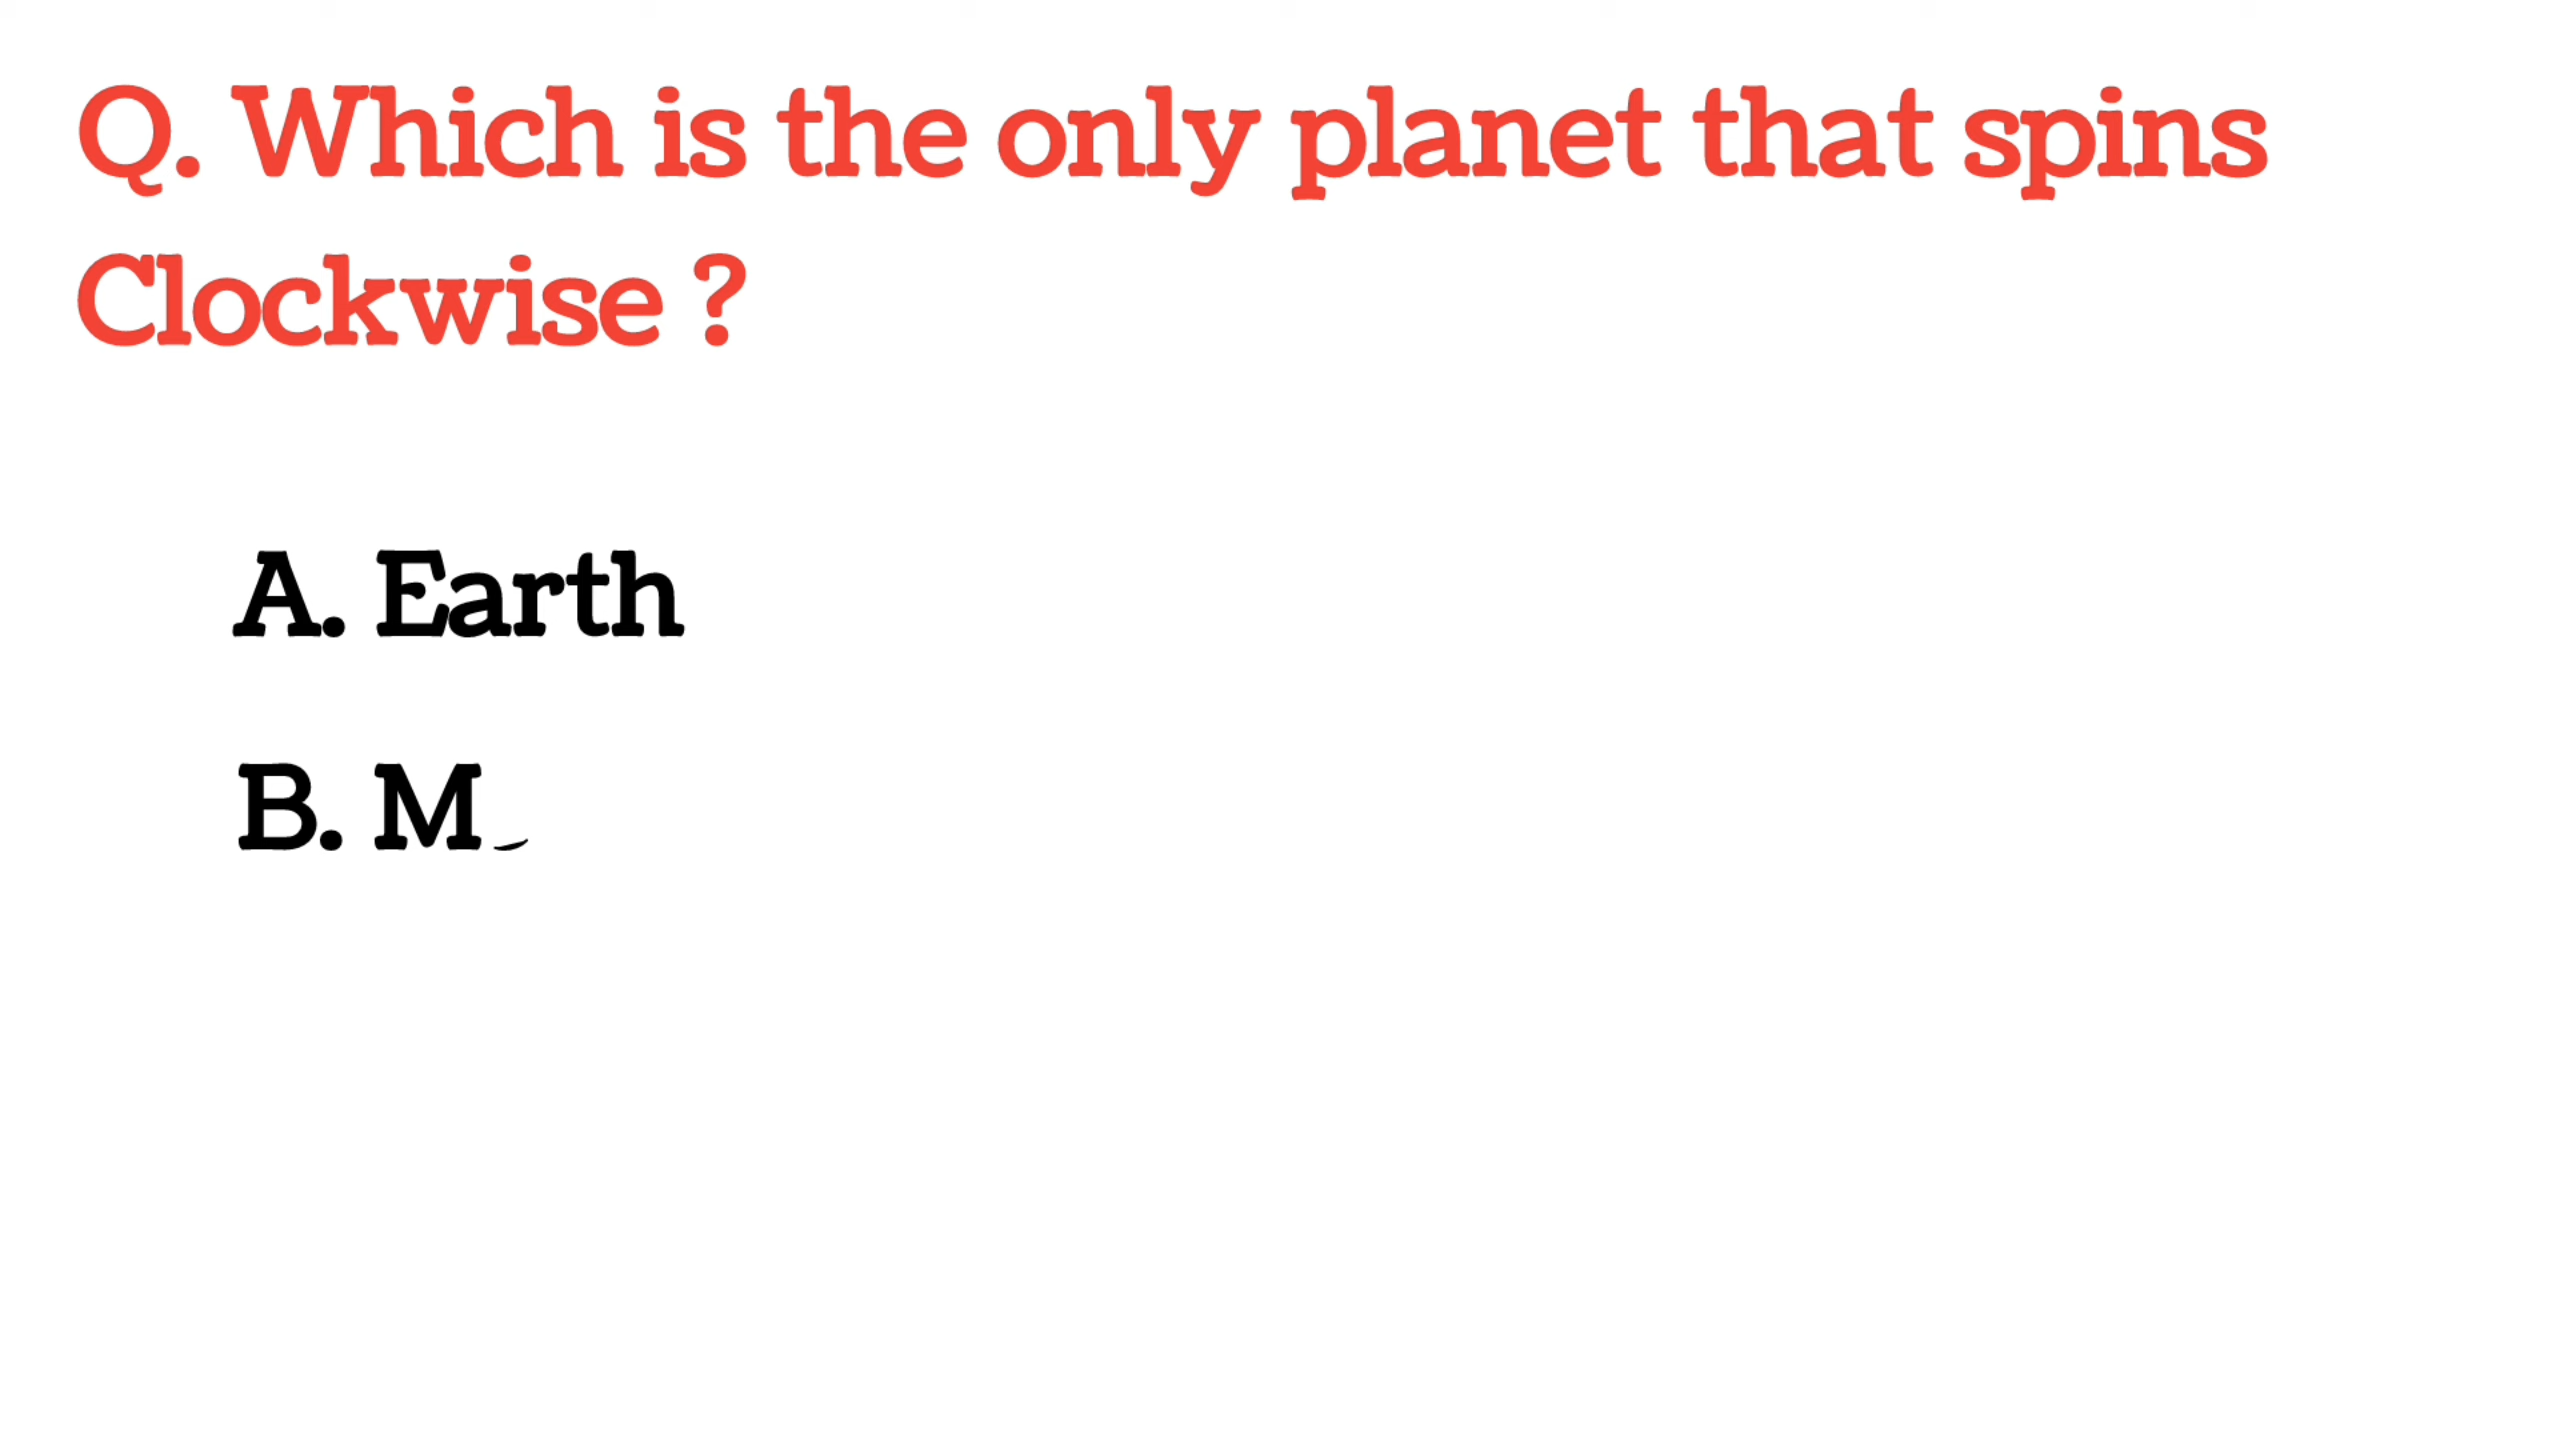 Q. Which is the only planet that spins
Clockwise ?
A. Earth
B. M